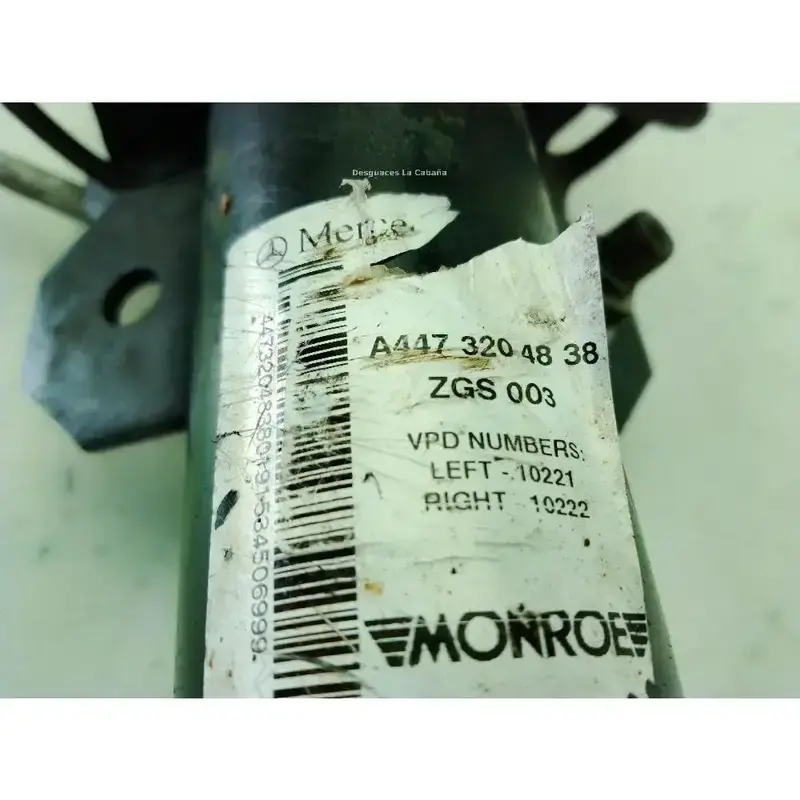 Desguaces La Cabaña
Merce
A447 320 48 38
ZGS 003
VPD NUMBERS:
LEFT - 10221
RIGHT - 10222
MONROE